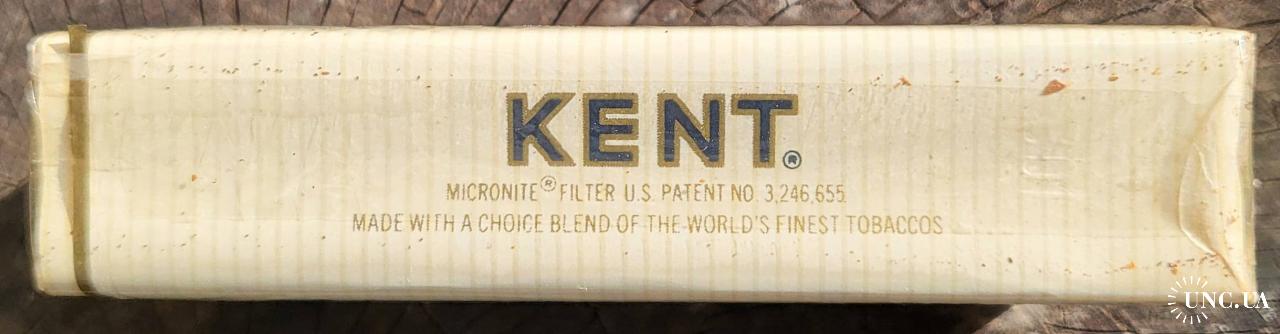 KENT®
MICRONITE® FILTER U.S. PATENT NO. 3,246,655
MADE WITH A CHOICE BLEND OF THE WORLD'S FINEST TOBACCOS
UNC.UA